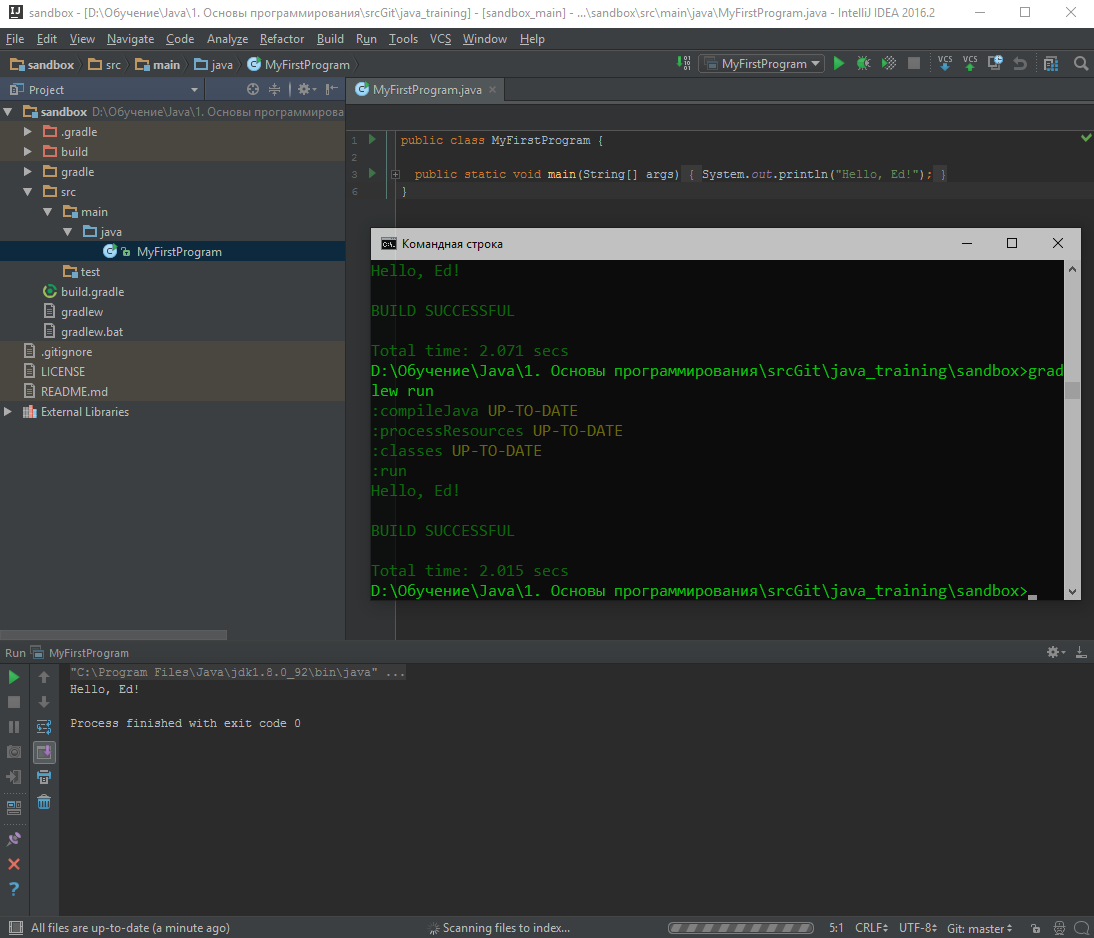 sandbox - [D:\Обучение\Java\1. Основы программирования\srcGit\java_training] - [sandbox_main] - ...\sandbox\src\main\java\MyFirstProgram.java - IntelliJ IDEA 2016.2
File Edit View Navigate Code Analyze Refactor Build Run Tools VCS Window Help
sandbox src main java MyFirstProgram MyFirstProgram VCS VCS
Project MyFirstProgram.java
sandbox D:\Обучение\Java\1. Основы программирова
.gradle
build
gradle
src
main
java
MyFirstProgram
test
build.gradle
gradlew
gradlew.bat
.gitignore
LICENSE
README.md
External Libraries
1 public class MyFirstProgram {
2
3 public static void main(String[] args) { System.out.println("Hello, Ed!"); }
6 }
Командная строка
Hello, Ed!
BUILD SUCCESSFUL
Total time: 2.071 secs
D:\Обучение\Java\1. Основы программирования\srcGit\java_training\sandbox>grad
lew run
:compileJava UP-TO-DATE
:processResources UP-TO-DATE
:classes UP-TO-DATE
:run
Hello, Ed!
BUILD SUCCESSFUL
Total time: 2.015 secs
D:\Обучение\Java\1. Основы программирования\srcGit\java_training\sandbox>
Run MyFirstProgram
"C:\Program Files\Java\jdk1.8.0_92\bin\java" ...
Hello, Ed!
Process finished with exit code 0
All files are up-to-date (a minute ago) Scanning files to index... 5:1 CRLF UTF-8 Git: master